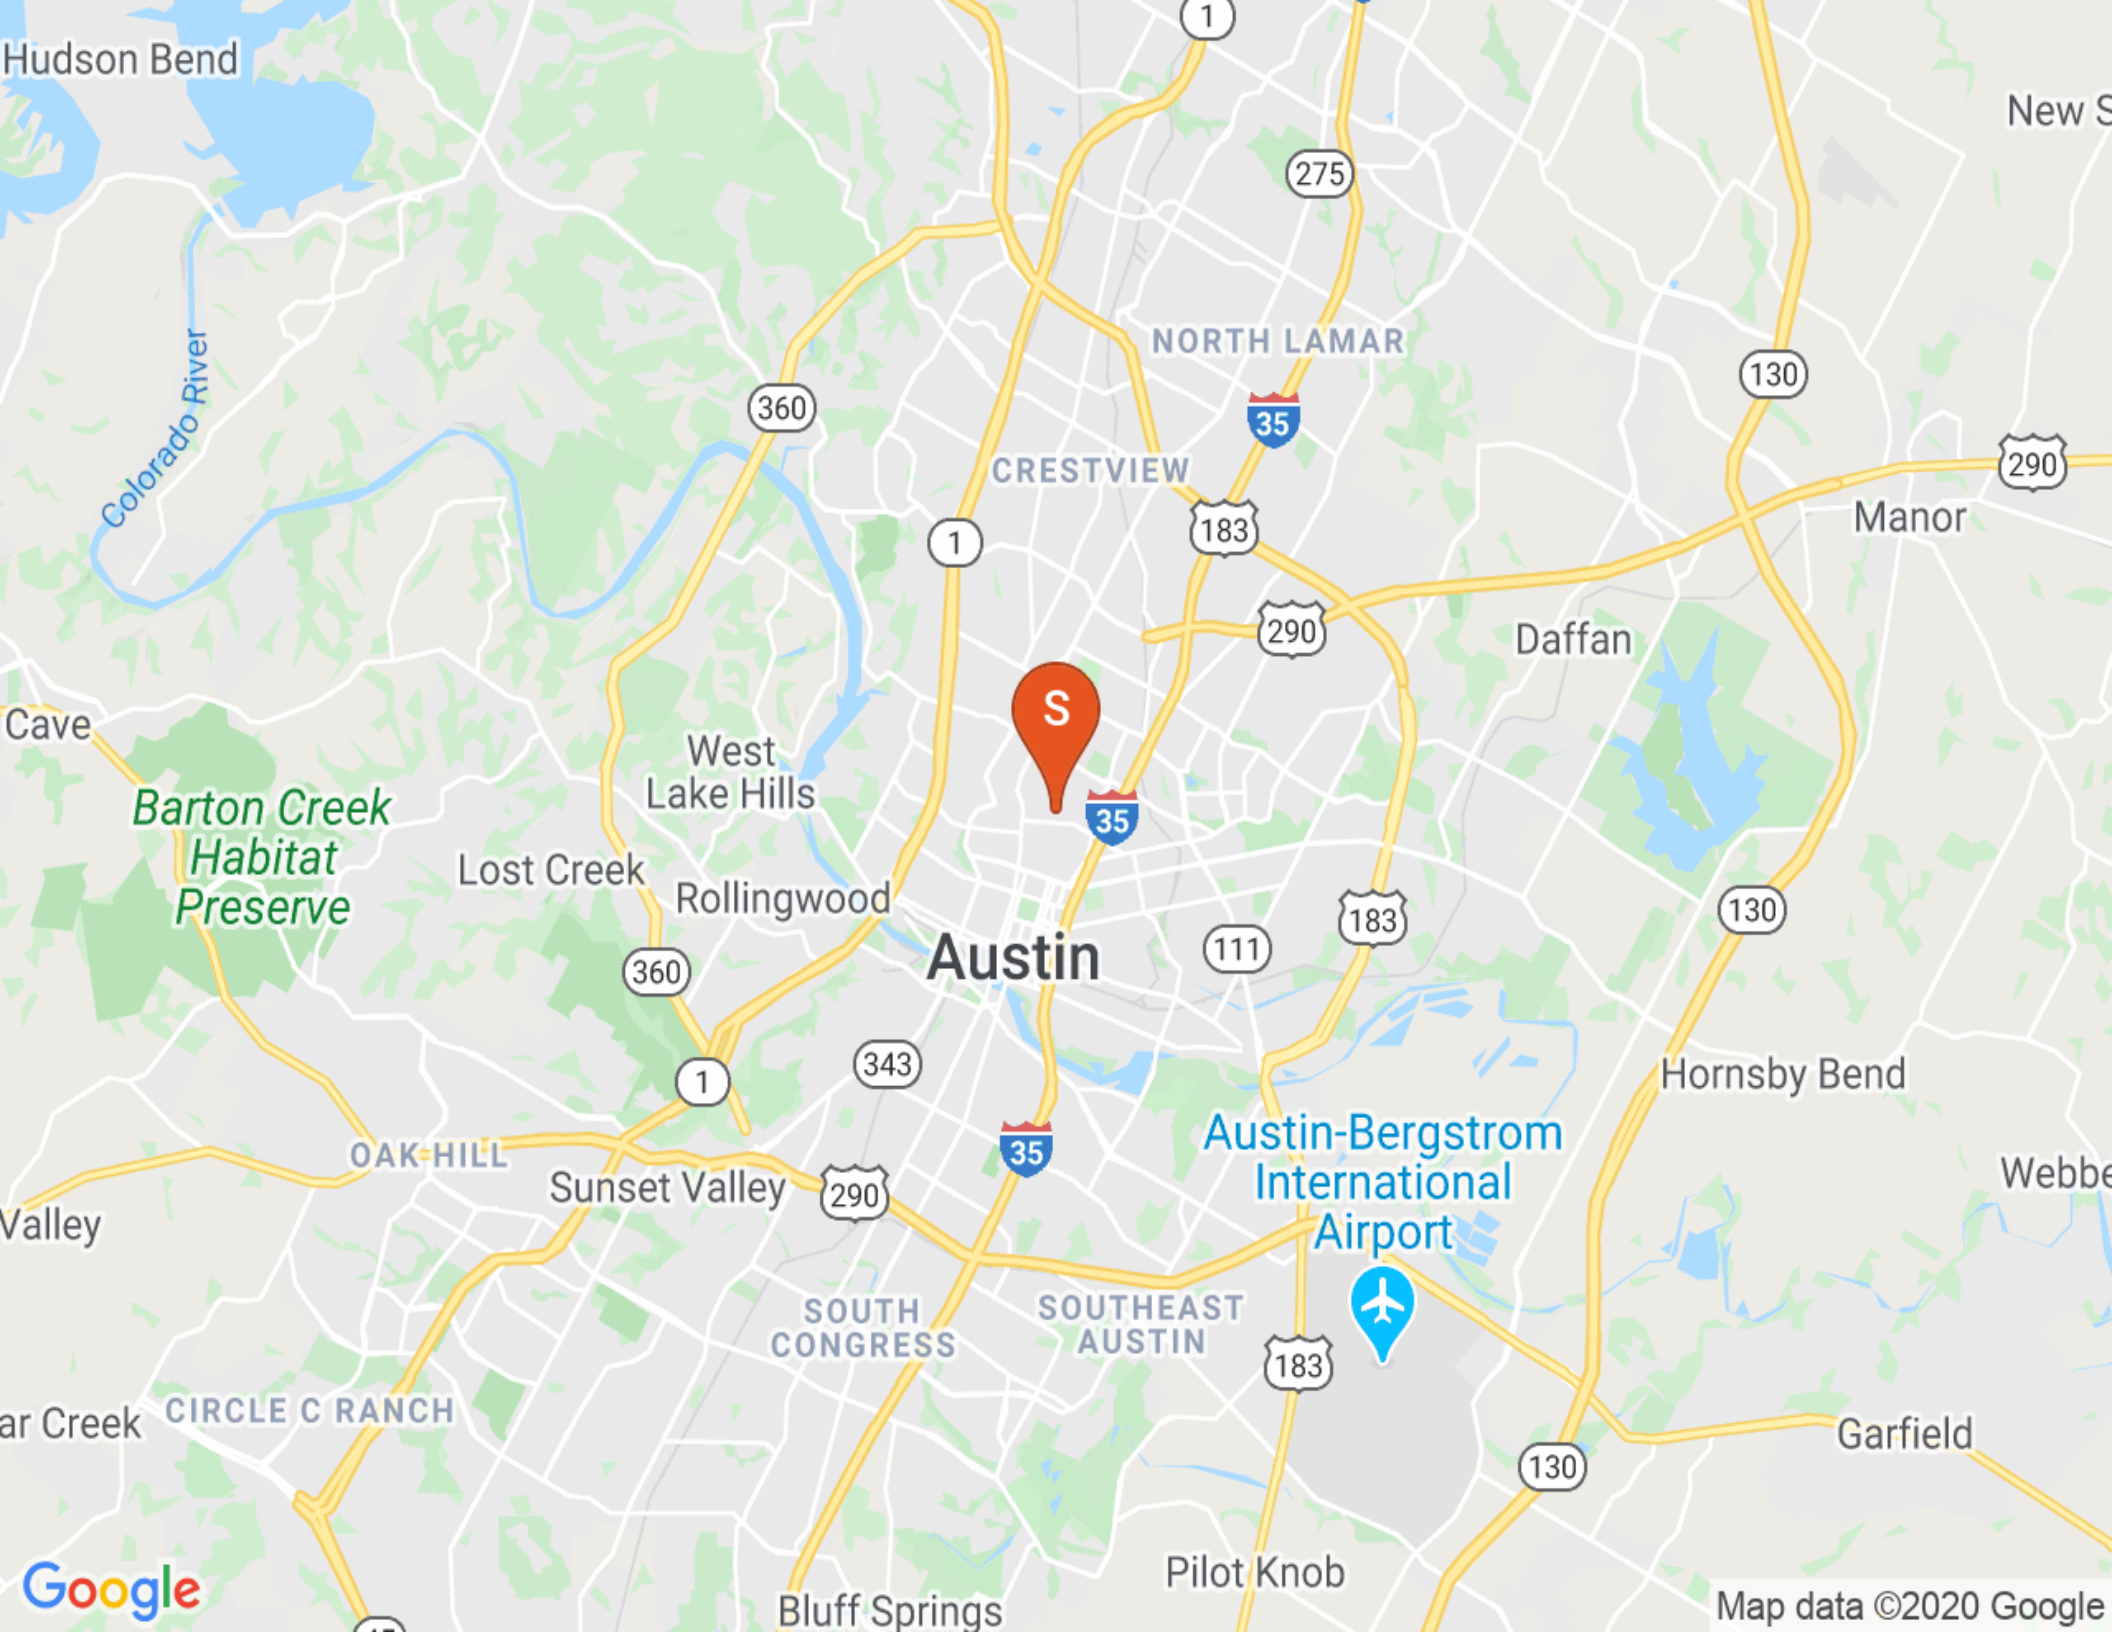 1
Hudson Bend
New S
275
NORTH LAMAR
130
360
35
CRESTVIEW
290
Colorado River
Manor
183
1
290
Daffan
S
Cave
West
Lake Hills
Barton Creek
Habitat
Preserve
35
Lost Creek
Rollingwood
130
183
111
Austin
360
343
1
Hornsby Bend
Austin-Bergstrom
International
Airport
35
OAK HILL
Sunset Valley
290
Webbe
Valley
SOUTH
CONGRESS
SOUTHEAST
AUSTIN
183
CIRCLE C RANCH
ar Creek
Garfield
130
Pilot Knob
Google
Bluff Springs
Map data ©2020 Google